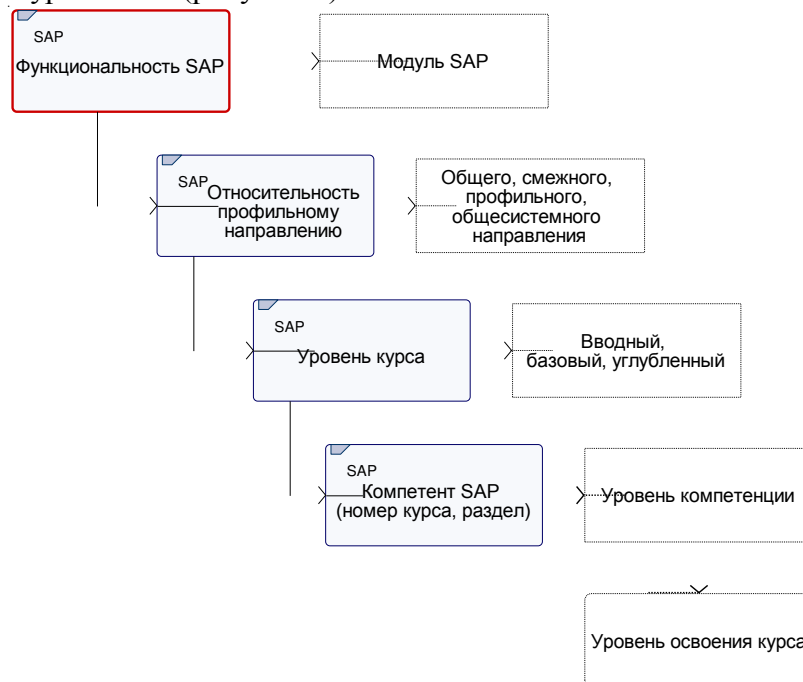 SAP
Функциональность SAP
Модуль SAP
SAP
Относительность
профильному
направлению
Общего, смежного,
профильного,
общесистемного
направления
SAP
Уровень курса
Вводный,
базовый, углубленный
SAP
Компетент SAP
(номер курса, раздел)
Уровень компетенции
Уровень освоения курса